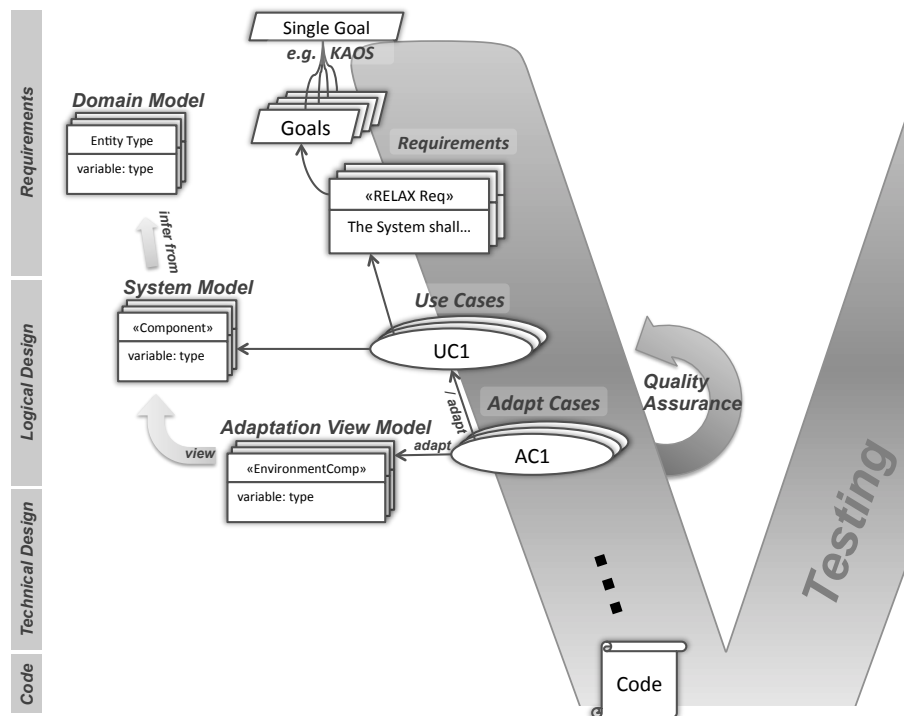 Single Goal
e.g. KAOS
Goals
Domain Model
Entity Type
variable: type
Requirements
«RELAX Req»
The System shall...
Requirements
infer from
System Model
«Component»
variable: type
Use Cases
UC1
Logical Design
/ adapt
Adapt Cases
AC1
Quality
Assurance
view
Adaptation View Model
adapt
«EnvironmentComp»
variable: type
Testing
Technical Design
Code
Code